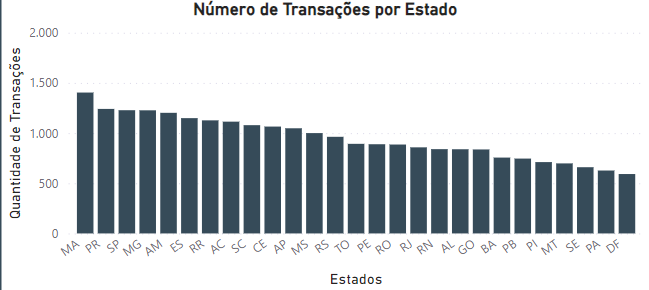 Número de Transações por Estado
Quantidade de Transações
2.000
1.500
1.000
500
0
MA PR SP MG AM ES RR AC SC CE AP MS RS TO PE RO RJ RN AL GO BA PB PI MT SE PA DF
Estados